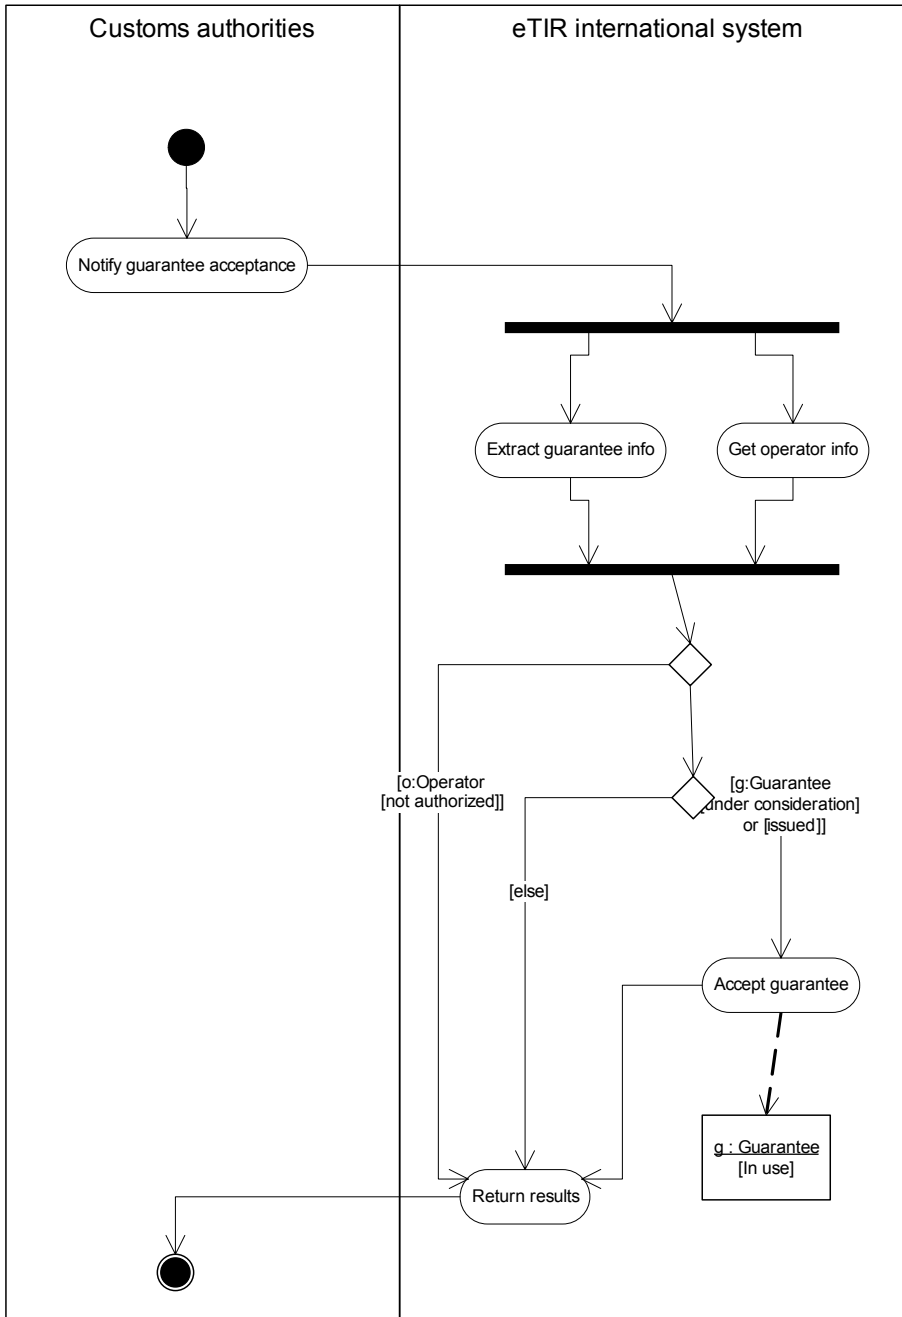 Customs authorities
eTIR international system
Notify guarantee acceptance
Extract guarantee info
Get operator info
[o:Operator
[not authorized]]
[g:Guarantee
[under consideration]
or [issued]]
[else]
Accept guarantee
g : Guarantee
[In use]
Return results